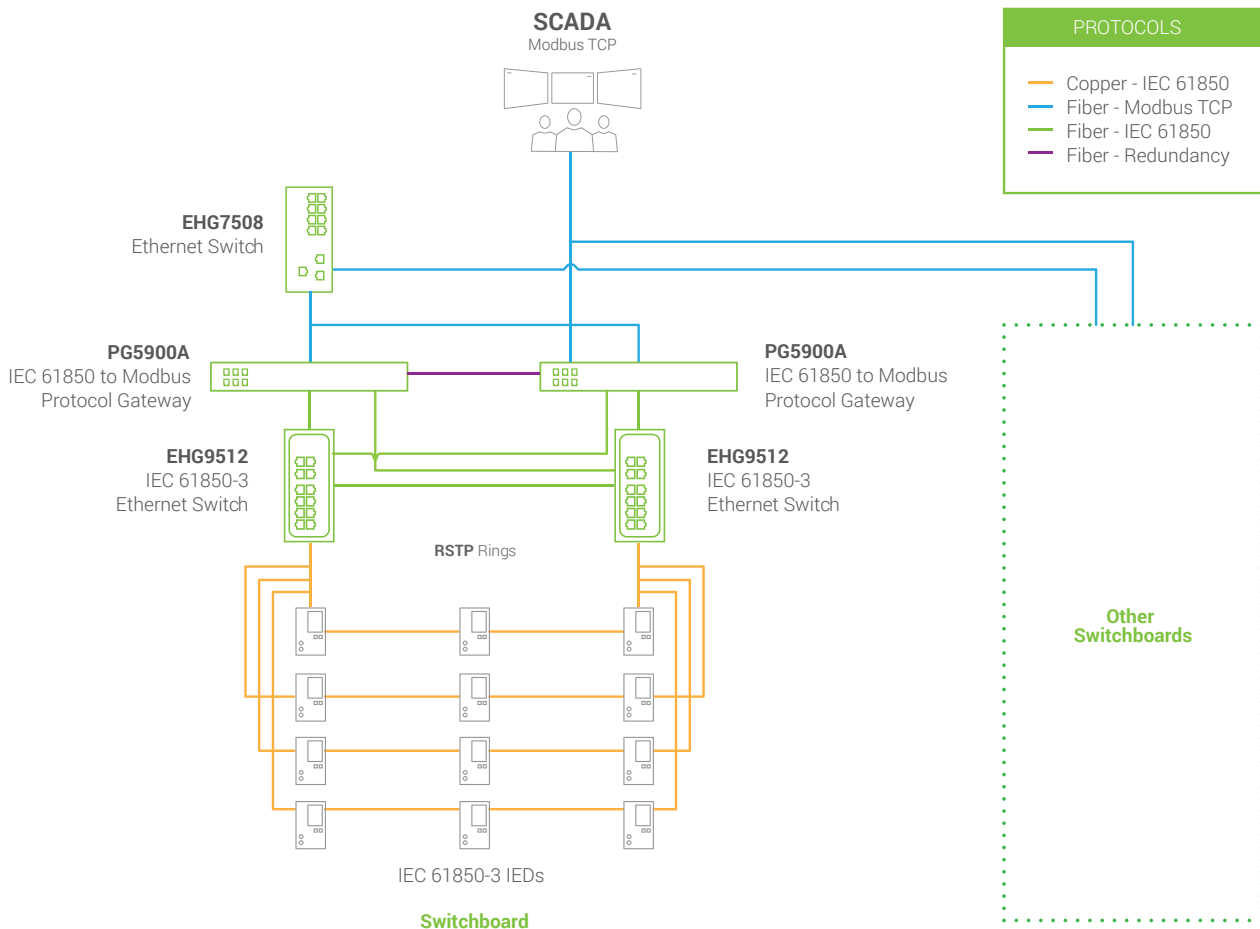 SCADA
Modbus TCP
PROTOCOLS
Copper - IEC 61850
Fiber - Modbus TCP
Fiber - IEC 61850
Fiber - Redundancy
EHG7508
Ethernet Switch
PG5900A
IEC 61850 to Modbus
Protocol Gateway
PG5900A
IEC 61850 to Modbus
Protocol Gateway
EHG9512
IEC 61850-3
Ethernet Switch
EHG9512
IEC 61850-3
Ethernet Switch
RSTP Rings
Other
Switchboards
IEC 61850-3 IEDs
Switchboard